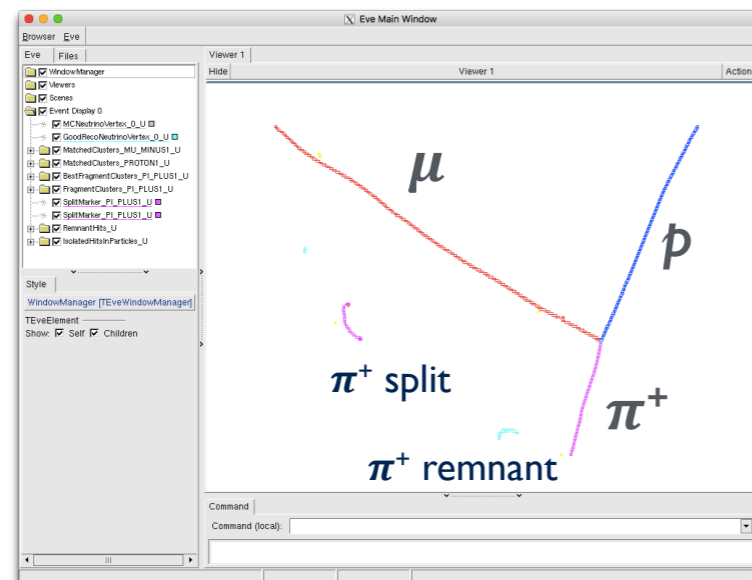 Eve Main Window
Browser Eve
Eve Files
WindowManager
Viewers
Scenes
Event Display 0
MCNeutrinoVertex_0_U
GoodRecoNeutrinoVertex_0_U
MatchedClusters_MU_MINUS1_U
MatchedClusters_PROTON1_U
BestFragmentClusters_PI_PLUS1_U
FragmentClusters_PI_PLUS1_U
SplitMarker_PI_PLUS1_U
SplitMarker_PI_PLUS1_U
RemnantHits_U
IsolatedHitsInParticles_U
Style
WindowManager [TEveWindowManager]
TEveElement
Show: Self Children
Viewer 1
Hide Viewer 1 Action
μ
p
π+ split
π+
π+ remnant
Command
Command (local):